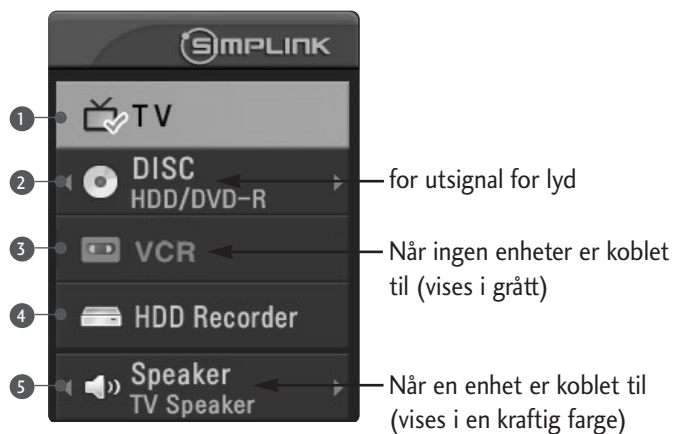 SIMPLINK
1 TV
2 DISC
HDD/DVD-R
for utsignal for lyd
3 VCR
Når ingen enheter er koblet
til (vises i grått)
4 HDD Recorder
5 Speaker
TV Speaker
Når en enhet er koblet til
(vises i en kraftig farge)